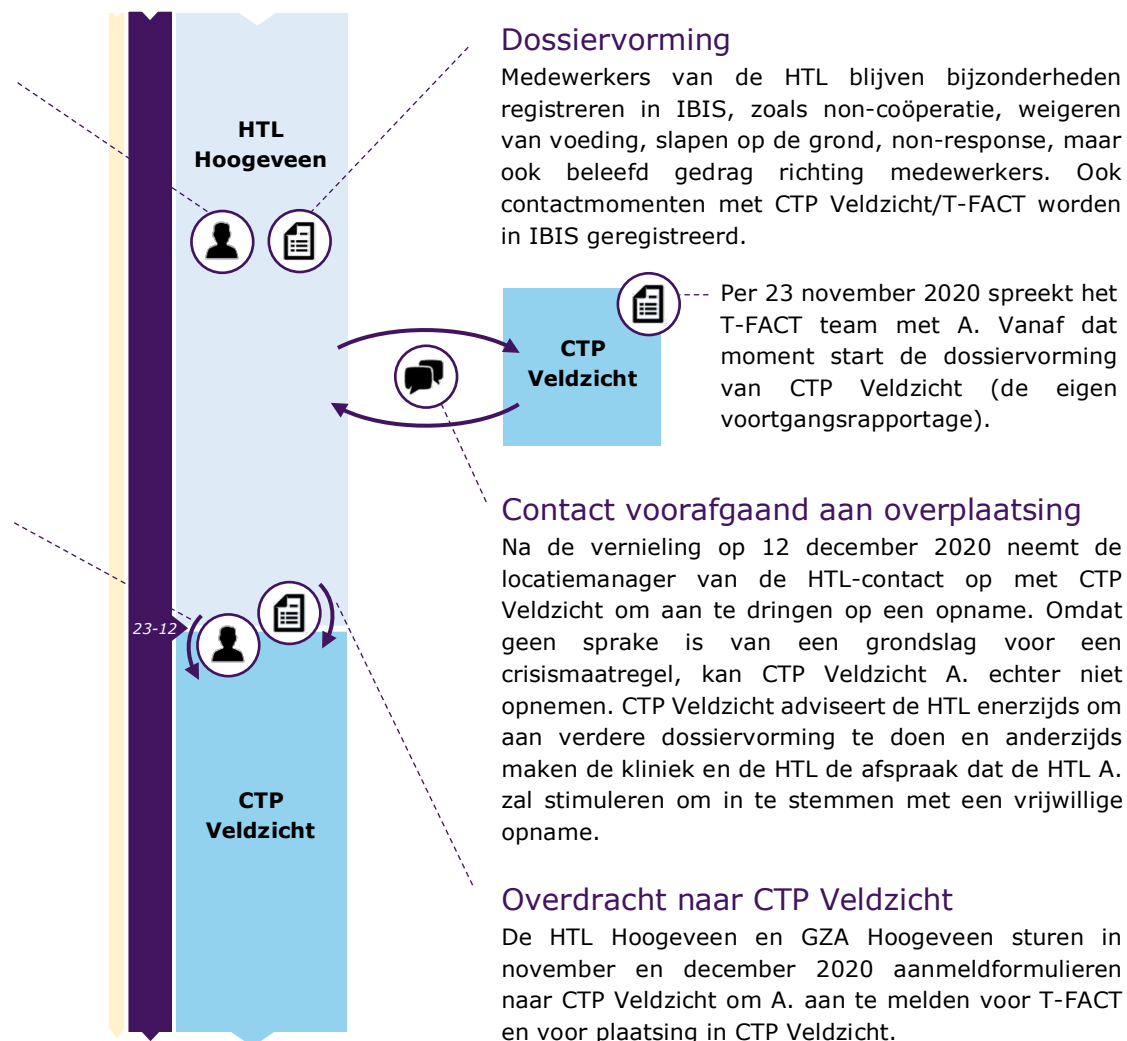 HTL
Hoogeveen
Dossiervorming
Medewerkers van de HTL blijven bijzonderheden
registreren in IBIS, zoals non-coöperatie, weigeren
van voeding, slapen op de grond, non-response, maar
ook beleefd gedrag richting medewerkers. Ook
contactmomenten met CTP Veldzicht/T-FACT worden
in IBIS geregistreerd.
CTP
Veldzicht
Per 23 november 2020 spreekt het
T-FACT team met A. Vanaf dat
moment start de dossiervorming
van CTP Veldzicht (de eigen
voortgangsrapportage).
Contact voorafgaand aan overplaatsing
Na de vernieling op 12 december 2020 neemt de
locatiemanager van de HTL-contact op met CTP
Veldzicht om aan te dringen op een opname. Omdat
geen sprake is van een grondslag voor een
crisismaatregel, kan CTP Veldzicht A. echter niet
opnemen. CTP Veldzicht adviseert de HTL enerzijds om
aan verdere dossiervorming te doen en anderzijds
maken de kliniek en de HTL de afspraak dat de HTL A.
zal stimuleren om in te stemmen met een vrijwillige
opname.
23-12
CTP
Veldzicht
Overdracht naar CTP Veldzicht
De HTL Hoogeveen en GZA Hoogeveen sturen in
november en december 2020 aanmeldformulieren
naar CTP Veldzicht om A. aan te melden voor T-FACT
en voor plaatsing in CTP Veldzicht.